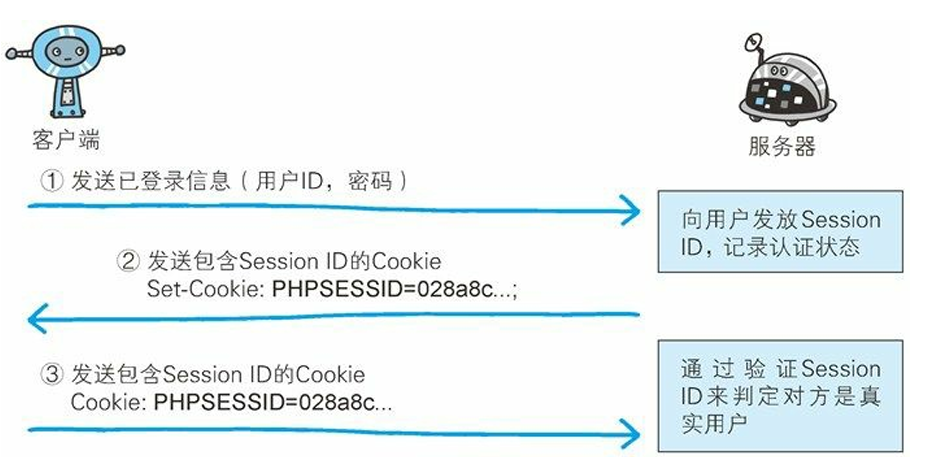 客户端
服务器
① 发送已登录信息（用户ID，密码）
向用户发放Session
ID，记录认证状态
② 发送包含Session ID的Cookie
Set-Cookie: PHPSESSID=028a8c...;
③ 发送包含Session ID的Cookie
Cookie: PHPSESSID=028a8c...
通过验证Session
ID来判定对方是真
实用户